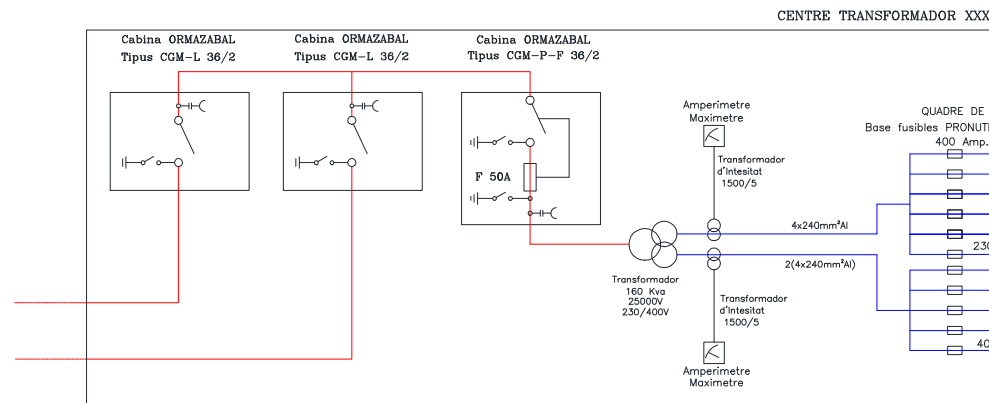 CENTRE TRANSFORMADOR XXX
Cabina ORMAZABAL
Tipus CGM-L 36/2
Cabina ORMAZABAL
Tipus CGM-L 36/2
Cabina ORMAZABAL
Tipus CGM-P-F 36/2
F 50A
Amperimetre
Maximetre
Transformador
d'Intesitat
1500/5
QUADRE DE
Base fusibles PRONUT
400 Amp.
4x240mm²Al
230
2(4x240mm²Al)
Transformador
160 Kva
25000V
230/400V
Transformador
d'Intesitat
1500/5
40
Amperimetre
Maximetre